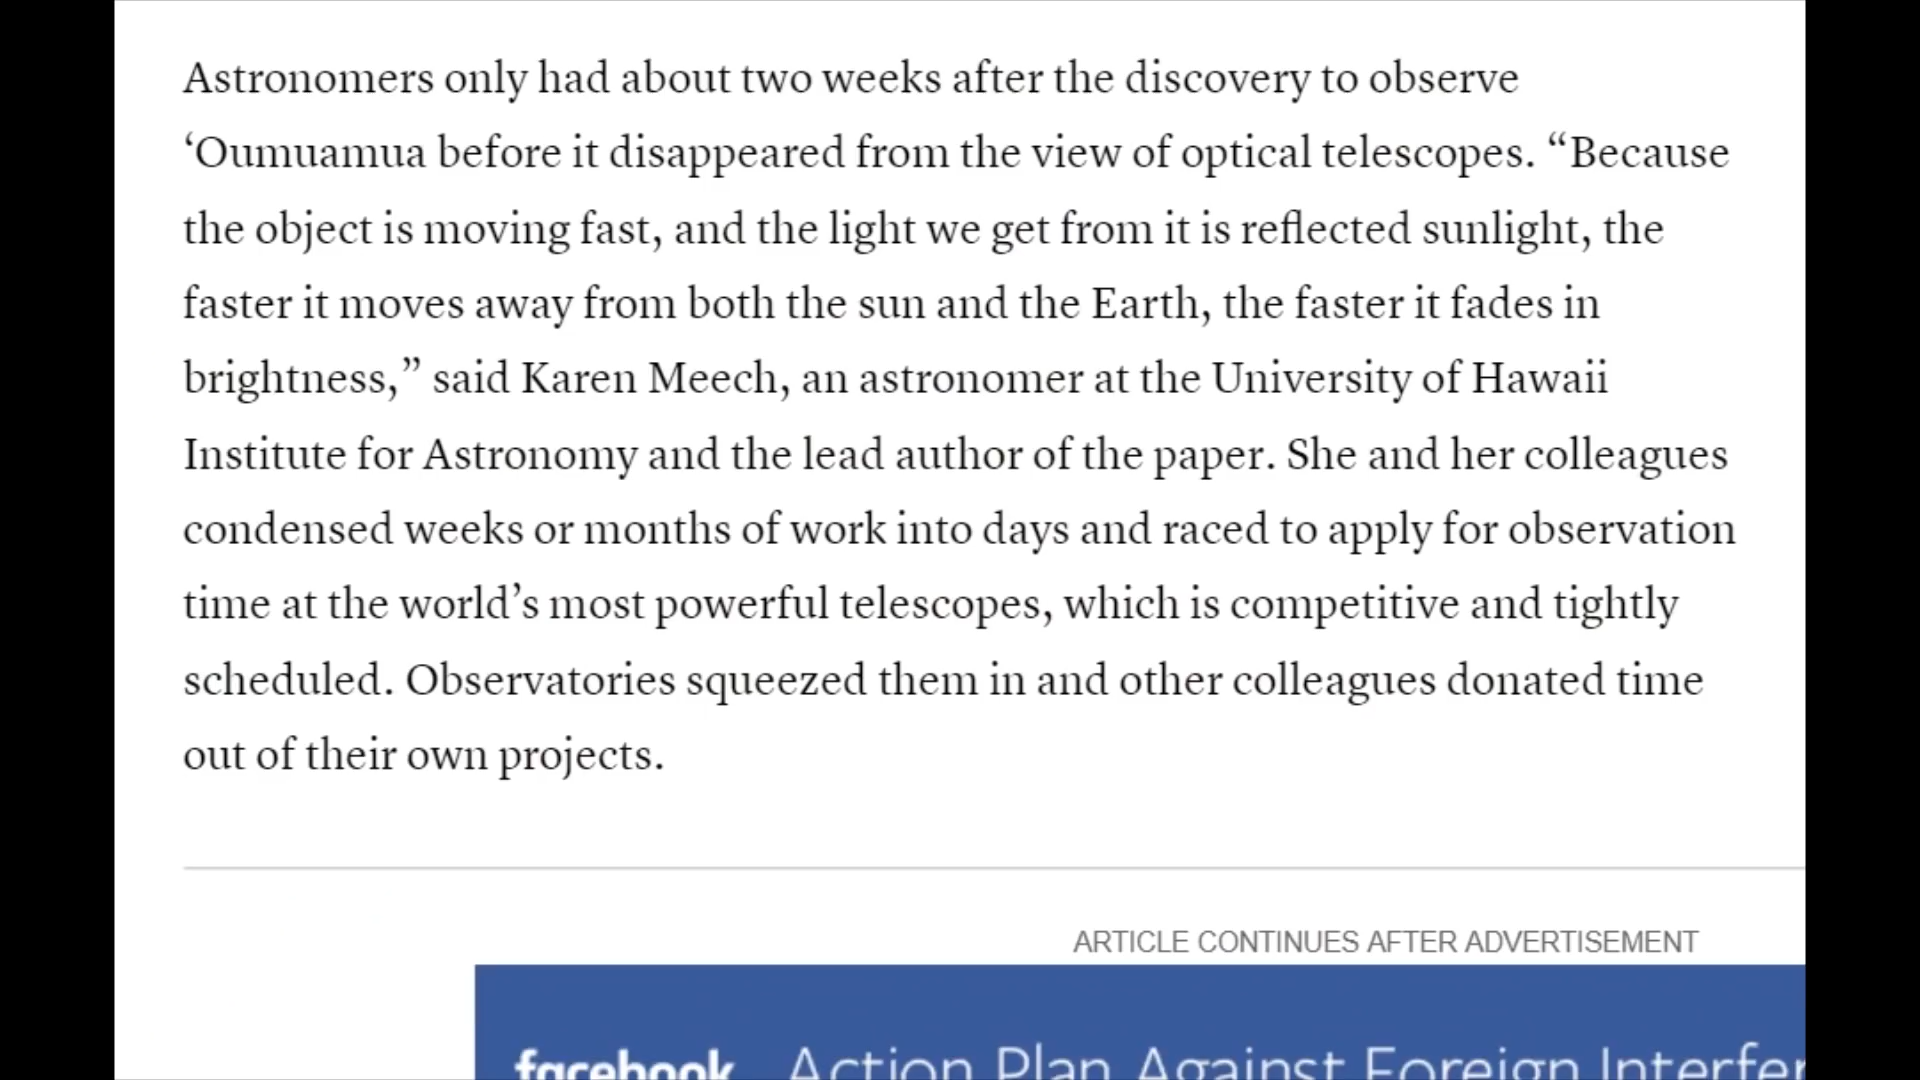 Astronomers only had about two weeks after the discovery to observe
‘Oumuamua before it disappeared from the view of optical telescopes. “Because
the object is moving fast, and the light we get from it is reflected sunlight, the
faster it moves away from both the sun and the Earth, the faster it fades in
brightness,” said Karen Meech, an astronomer at the University of Hawaii
Institute for Astronomy and the lead author of the paper. She and her colleagues
condensed weeks or months of work into days and raced to apply for observation
time at the world’s most powerful telescopes, which is competitive and tightly
scheduled. Observatories squeezed them in and other colleagues donated time
out of their own projects.
ARTICLE CONTINUES AFTER ADVERTISEMENT
facebook Action Plan Against Foreign Interfer